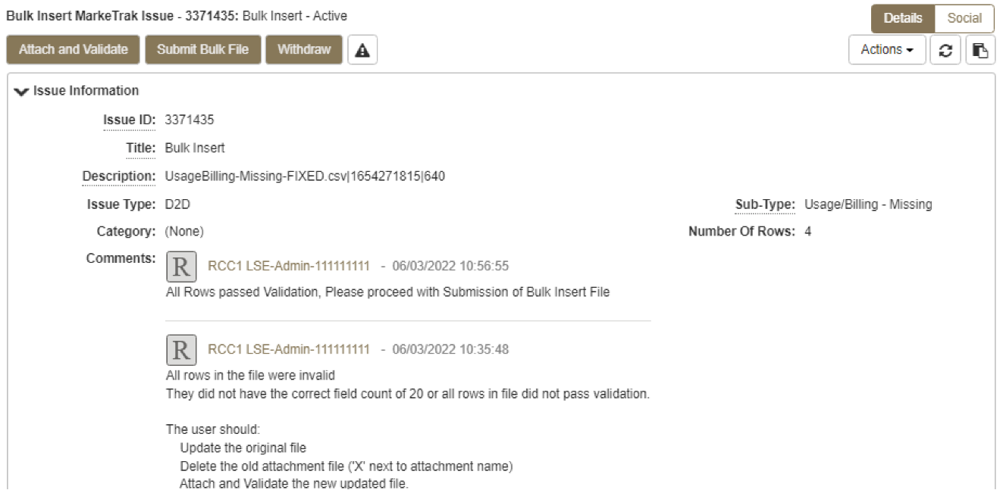 Bulk Insert MarkeTrak Issue - 3371435: Bulk Insert - Active
Details Social
Attach and Validate Submit Bulk File Withdraw Actions
Issue Information
Issue ID: 3371435
Title: Bulk Insert
Description: UsageBilling-Missing-FIXED.csv|1654271815|640
Issue Type: D2D Sub-Type: Usage/Billing - Missing
Category: (None) Number Of Rows: 4
Comments: R RCC1 LSE-Admin-111111111 - 06/03/2022 10:56:55
All Rows passed Validation, Please proceed with Submission of Bulk Insert File
R RCC1 LSE-Admin-111111111 - 06/03/2022 10:35:48
All rows in the file were invalid
They did not have the correct field count of 20 or all rows in file did not pass validation.
The user should:
Update the original file
Delete the old attachment file ('X' next to attachment name)
Attach and Validate the new updated file.